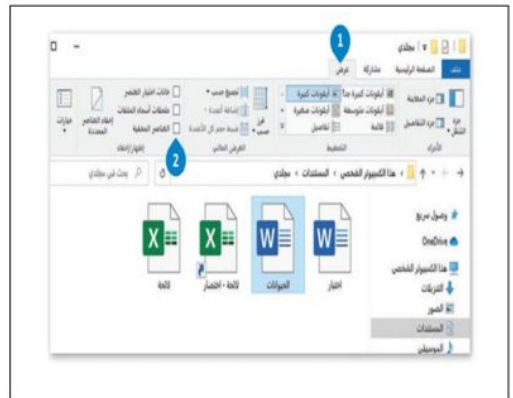 1
مجلدي
ملف الصفحة الرئيسية مشاركة عرض
جزء المعاينة
جزء التفاصيل
جزء التنقل
الأجزاء
أيقونات كبيرة جداً أيقونات كبيرة
أيقونات متوسطة أيقونات صغيرة
قائمة تفاصيل
التخطيط
فرز حسب
تجميع حسب
إضافة أعمدة
ضبط حجم كل الأعمدة
العرض الحالي
خانات اختيار العنصر
ملحقات أسماء الملفات
العناصر المخفية
إخفاء العناصر المحددة
إظهار/إخفاء
خيارات
2
هذا الكمبيوتر الشخصي المستندات مجلدي
بحث في مجلدي
وصول سريع
OneDrive
هذا الكمبيوتر الشخصي
التنزيلات
الصور
المستندات
الموسيقى
اختبار
الحيوانات
لائحة - اختصار
لائحة